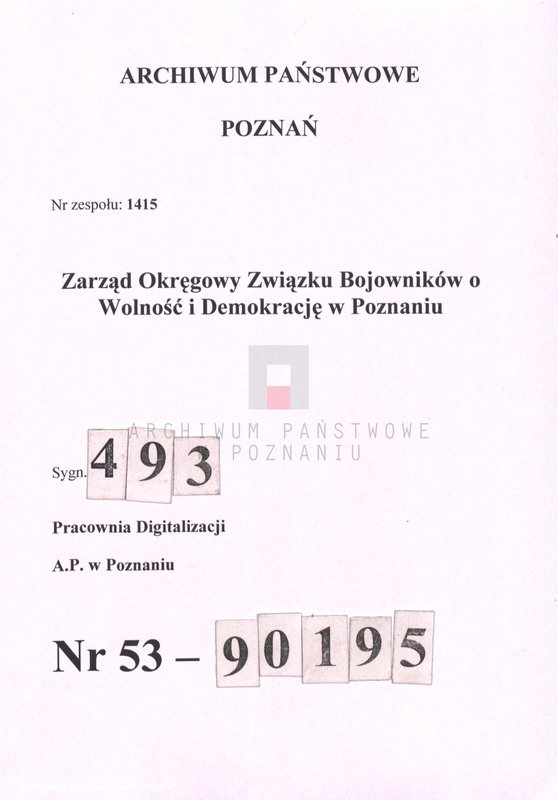 ARCHIWUM PAŃSTWOWE
POZNAŃ
Nr zespołu: 1415
Zarząd Okręgowy Związku Bojowników o
Wolność i Demokrację w Poznaniu
ARCHIWUM PAŃSTWOWE
POZNANIU
Sygn. 493
Pracownia Digitalizacji
A.P. w Poznaniu
Nr 53 – 90195